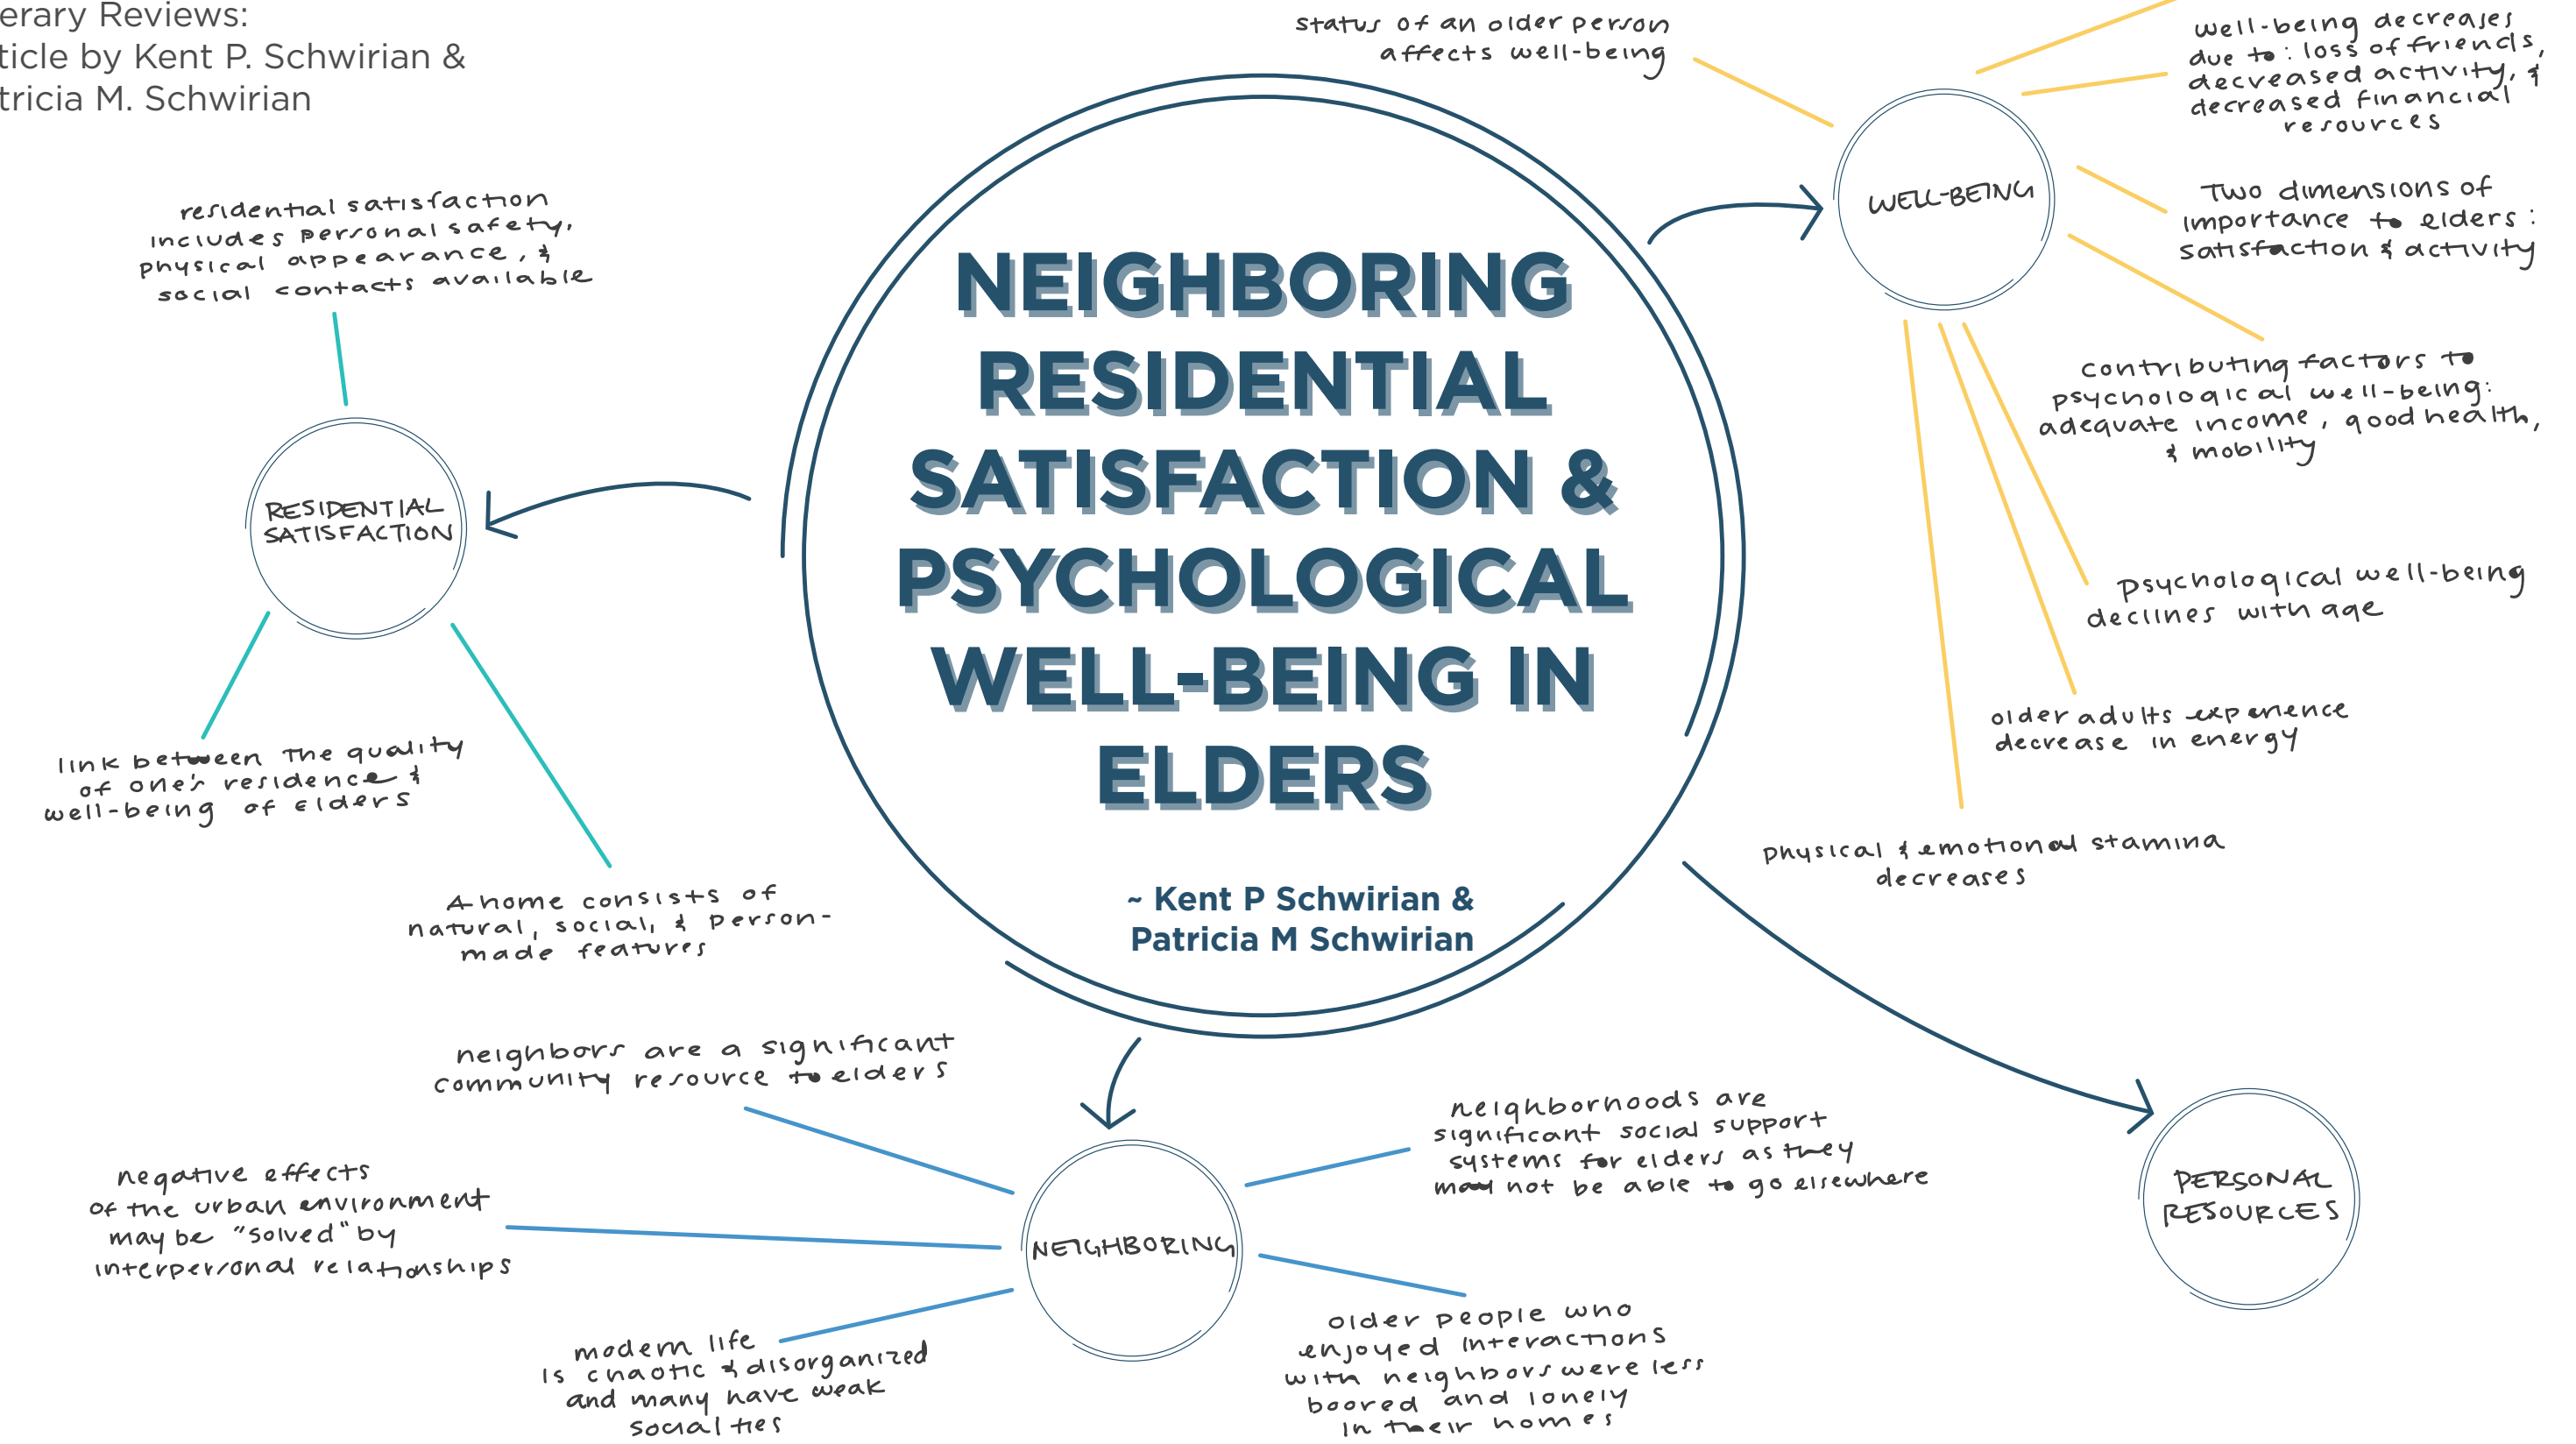 erary Reviews:
ticle by Kent P. Schwirian &
tricia M. Schwirian
status of an older person
affects well-being
well-being decreases
due to: loss of friends,
decreased activity, &
decreased financial
resources
WELL-BEING
Two dimensions of
importance to elders:
satisfaction & activity
contributing factors to
psychological well-being:
adequate income, good health,
& mobility
psychological well-being
declines with age
older adults experience
decrease in energy
physical & emotional stamina
decreases
residential satisfaction
includes personal safety,
physical appearance, &
social contacts available
RESIDENTIAL
SATISFACTION
link between the quality
of one's residence &
well-being of elders
A home consists of
natural, social, & person-
made features
NEIGHBORING
RESIDENTIAL
SATISFACTION &
PSYCHOLOGICAL
WELL-BEING IN
ELDERS
~ Kent P Schwirian &
Patricia M Schwirian
neighbors are a significant
community resource to elders
negative effects
of the urban environment
may be "solved" by
interpersonal relationships
modern life
is chaotic & disorganized
and many have weak
social ties
NEIGHBORING
neighborhoods are
significant social support
systems for elders as they
may not be able to go elsewhere
older people who
enjoyed interactions
with neighbors were less
boored and lonely
in their homes
PERSONAL
RESOURCES